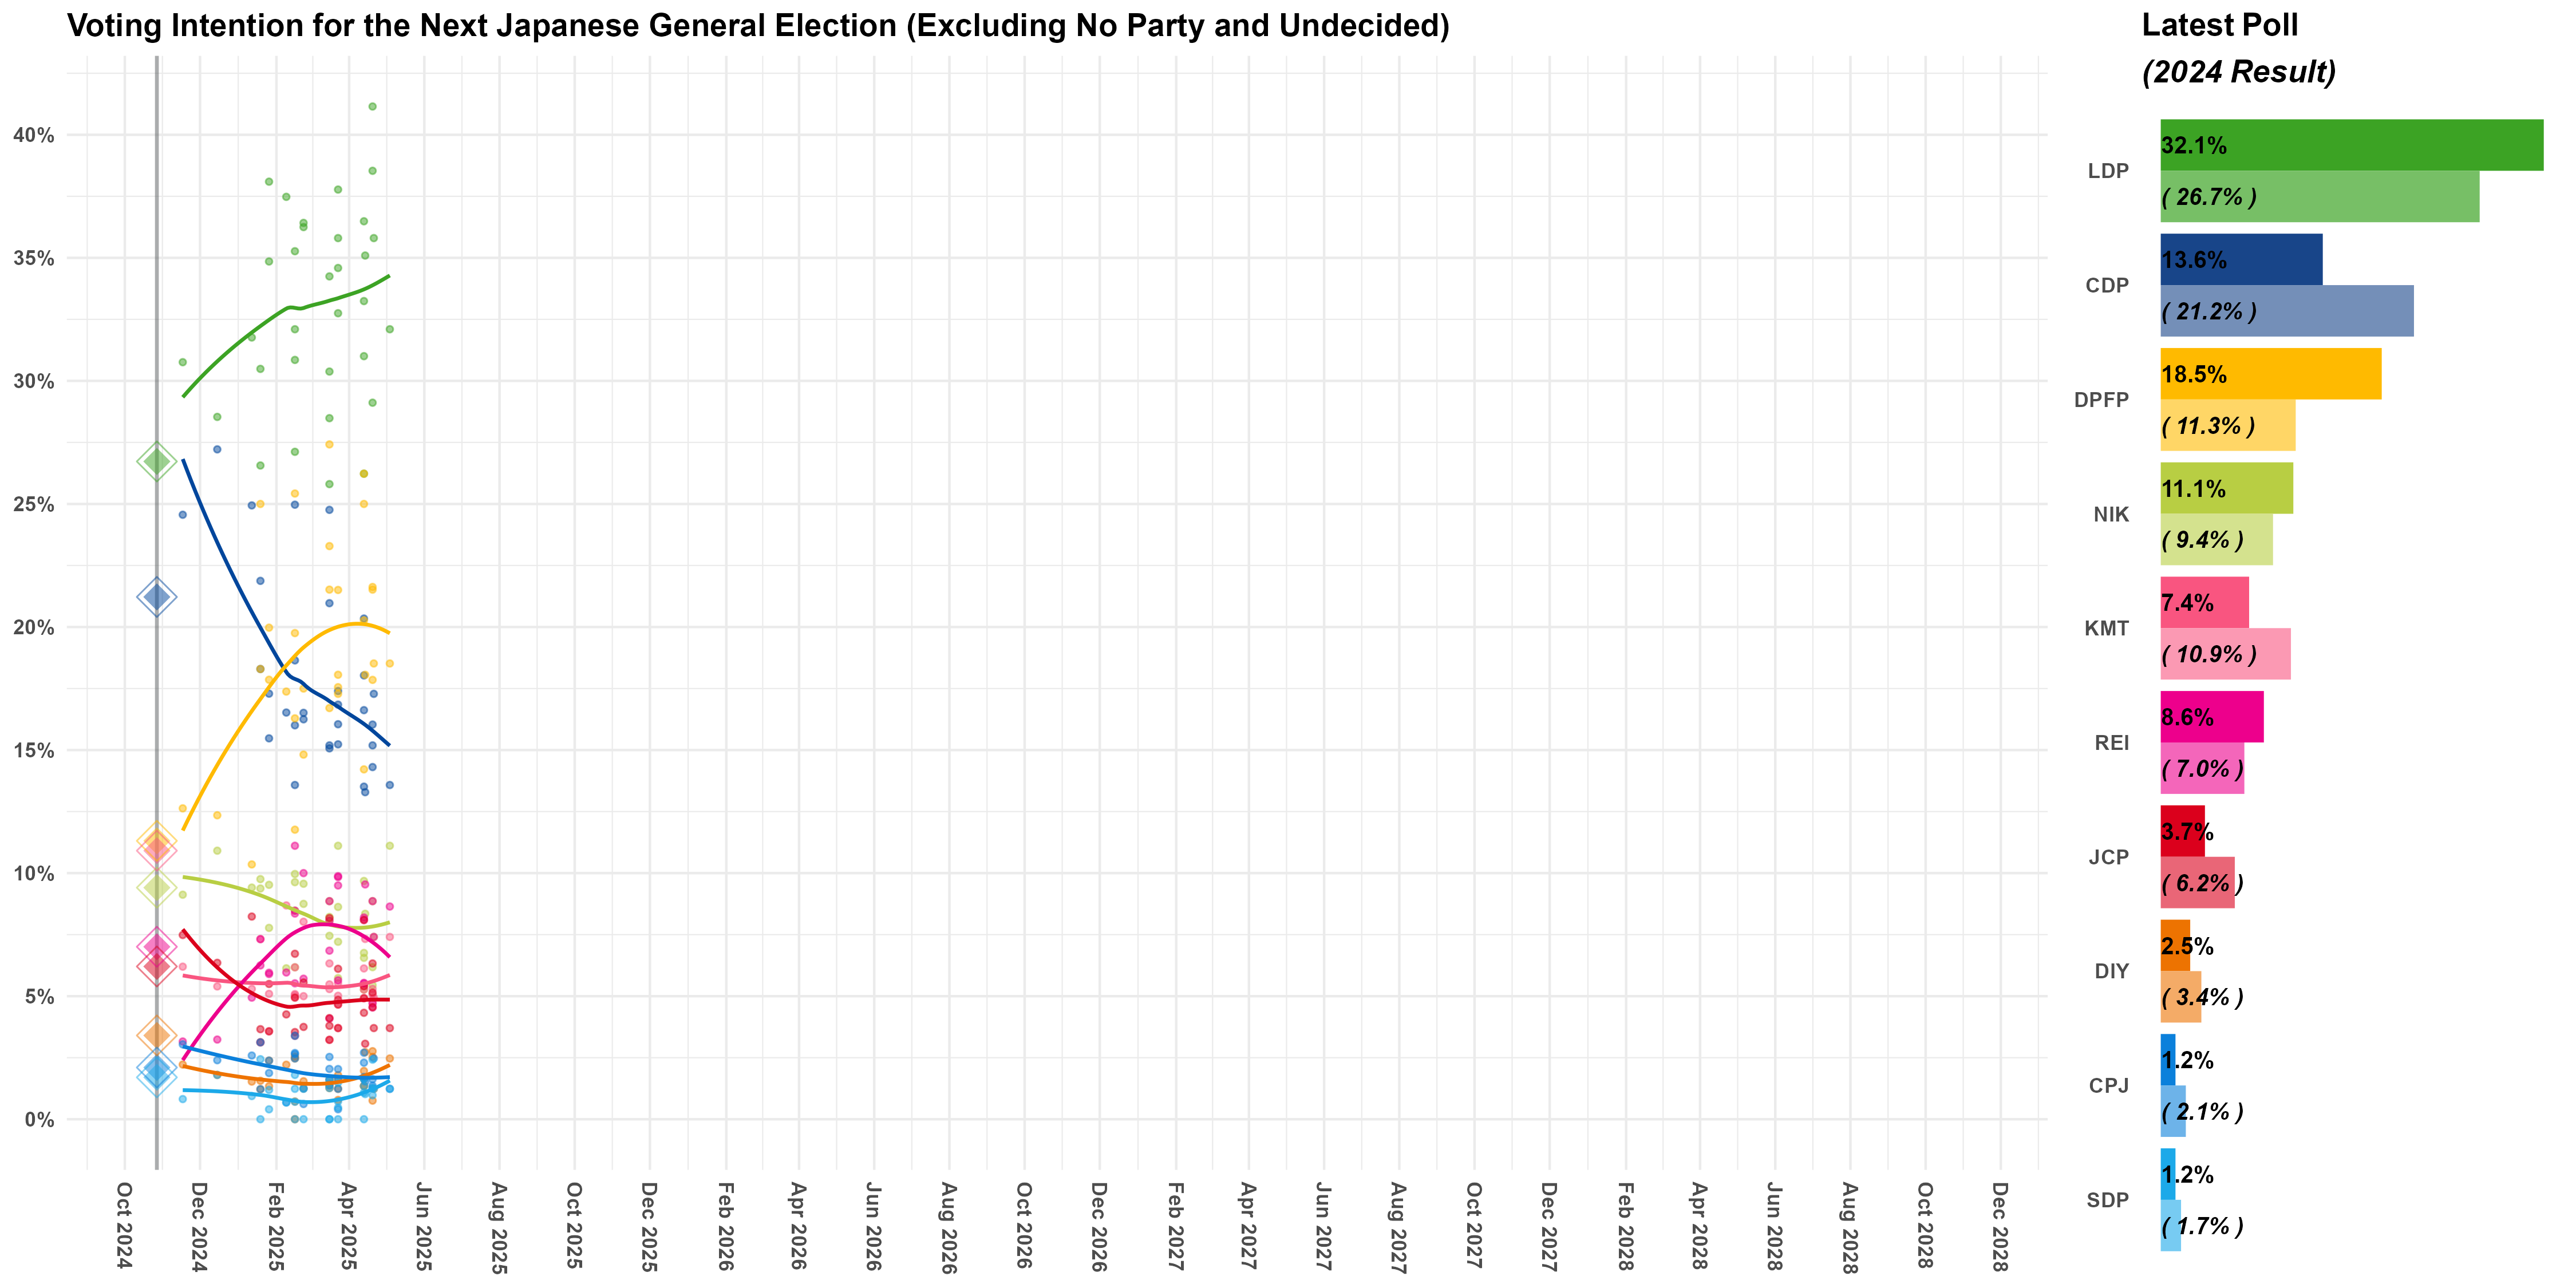 Voting Intention for the Next Japanese General Election (Excluding No Party and Undecided)
40%
35%
30%
25%
20%
15%
10%
5%
0%
Oct 2024
Dec 2024
Feb 2025
Apr 2025
Jun 2025
Aug 2025
Oct 2025
Dec 2025
Feb 2026
Apr 2026
Jun 2026
Aug 2026
Oct 2026
Dec 2026
Feb 2027
Apr 2027
Jun 2027
Aug 2027
Oct 2027
Dec 2027
Feb 2028
Apr 2028
Jun 2028
Aug 2028
Oct 2028
Dec 2028
Latest Poll
(2024 Result)
LDP
32.1%
( 26.7% )
CDP
13.6%
( 21.2% )
DPFP
18.5%
( 11.3% )
NIK
11.1%
( 9.4% )
KMT
7.4%
( 10.9% )
REI
8.6%
( 7.0% )
JCP
3.7%
( 6.2% )
DIY
2.5%
( 3.4% )
CPJ
1.2%
( 2.1% )
SDP
1.2%
( 1.7% )